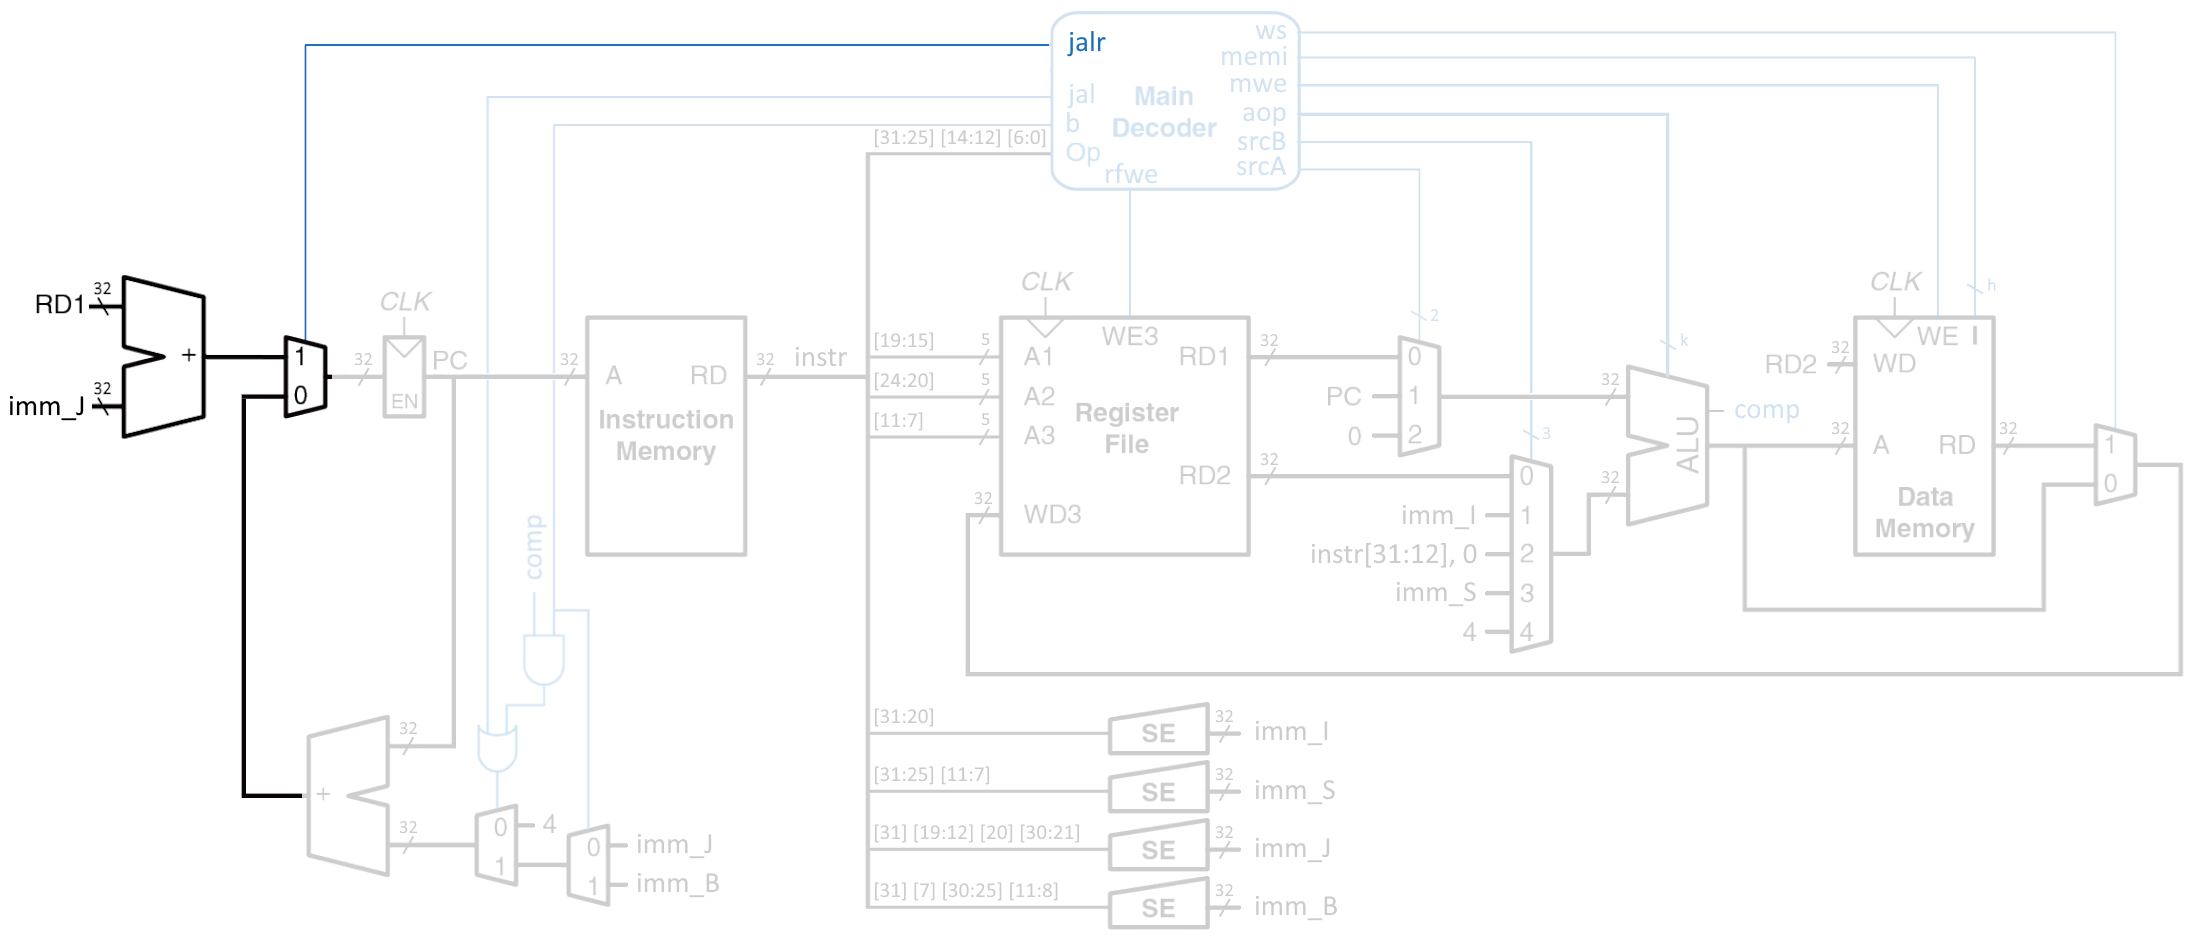 jalr
jal
b
Op
Main
Decoder
rfwe
ws
memi
mwe
aop
srcB
srcA
[31:25] [14:12] [6:0]
RD1
32
imm_J
32
+
1
0
32
CLK
EN
PC
32
A
RD
Instruction
Memory
32
instr
[19:15]
5
[24:20]
5
[11:7]
5
CLK
WE3
A1
A2
A3
WD3
32
RD1
RD2
Register
File
32
32
2
0
PC
1
0
2
3
0
imm_I
1
instr[31:12], 0
2
imm_S
3
4
4
32
32
k
ALU
comp
CLK
WE I
h
RD2
32
WD
32
A
RD
Data
Memory
32
1
0
comp
32
+
32
0
4
1
0
imm_J
1
imm_B
[31:20]
SE
32
imm_I
[31:25] [11:7]
SE
32
imm_S
[31] [19:12] [20] [30:21]
SE
32
imm_J
[31] [7] [30:25] [11:8]
SE
32
imm_B